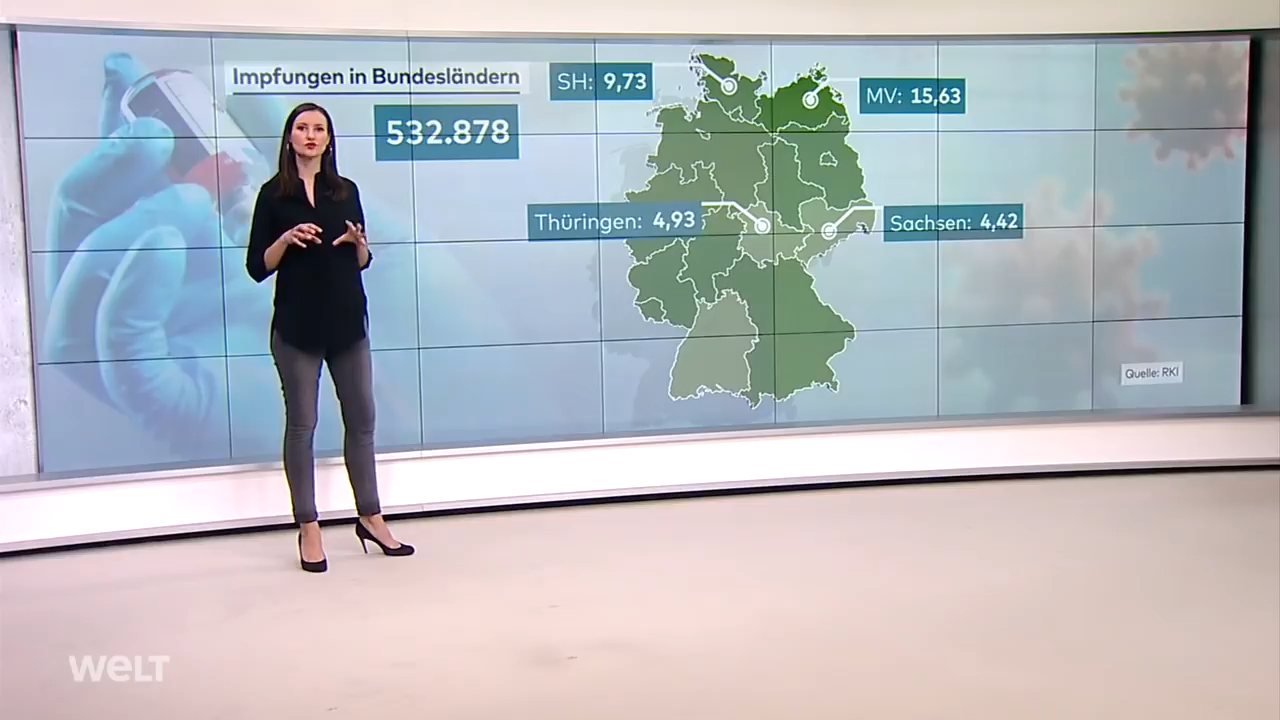 Impfungen in Bundesländern
532.878
SH: 9,73
MV: 15,63
Thüringen: 4,93
Sachsen: 4,42
Quelle: RKI
WELT